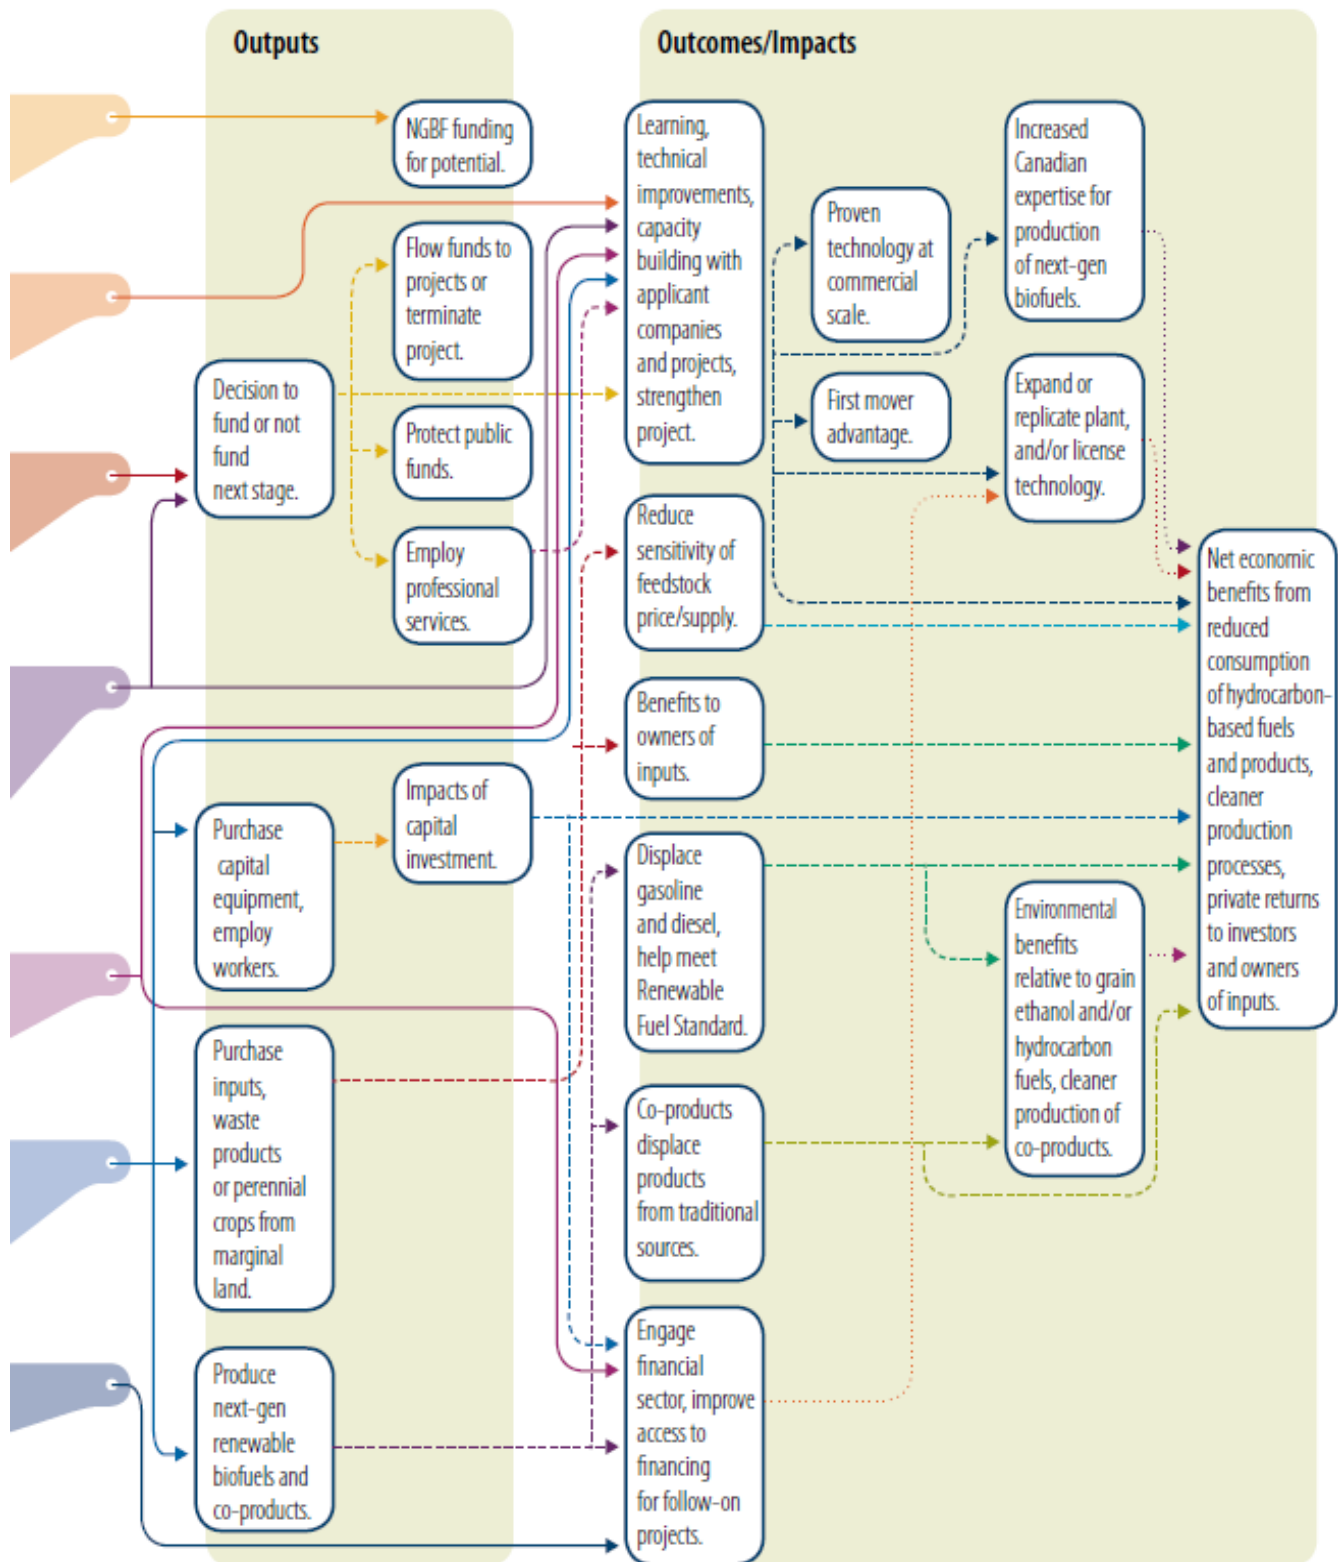 Outputs
Outcomes/Impacts
NGBF funding
for potential.
Flow funds to
projects or
terminate
project.
Decision to
fund or not
fund
next stage.
Protect public
funds.
Employ
professional
services.
Purchase
capital
equipment,
employ
workers.
Impacts of
capital
investment.
Purchase
inputs,
waste
products
or perennial
crops from
marginal
land.
Produce
next-gen
renewable
biofuels and
co-products.
Learning,
technical
improvements,
capacity
building with
applicant
companies
and projects,
strengthen
project.
Reduce
sensitivity of
feedstock
price/supply.
Benefits to
owners of
inputs.
Displace
gasoline
and diesel,
help meet
Renewable
Fuel Standard.
Co-products
displace
products
from traditional
sources.
Engage
financial
sector, improve
access to
financing
for follow-on
projects.
Proven
technology at
commercial
scale.
First mover
advantage.
Increased
Canadian
expertise for
production
of next-gen
biofuels.
Expand or
replicate plant,
and/or license
technology.
Environmental
benefits
relative to grain
ethanol and/or
hydrocarbon
fuels, cleaner
production of
co-products.
Net economic
benefits from
reduced
consumption
of hydrocarbon-
based fuels
and products,
cleaner
production
processes,
private returns
to investors
and owners
of inputs.